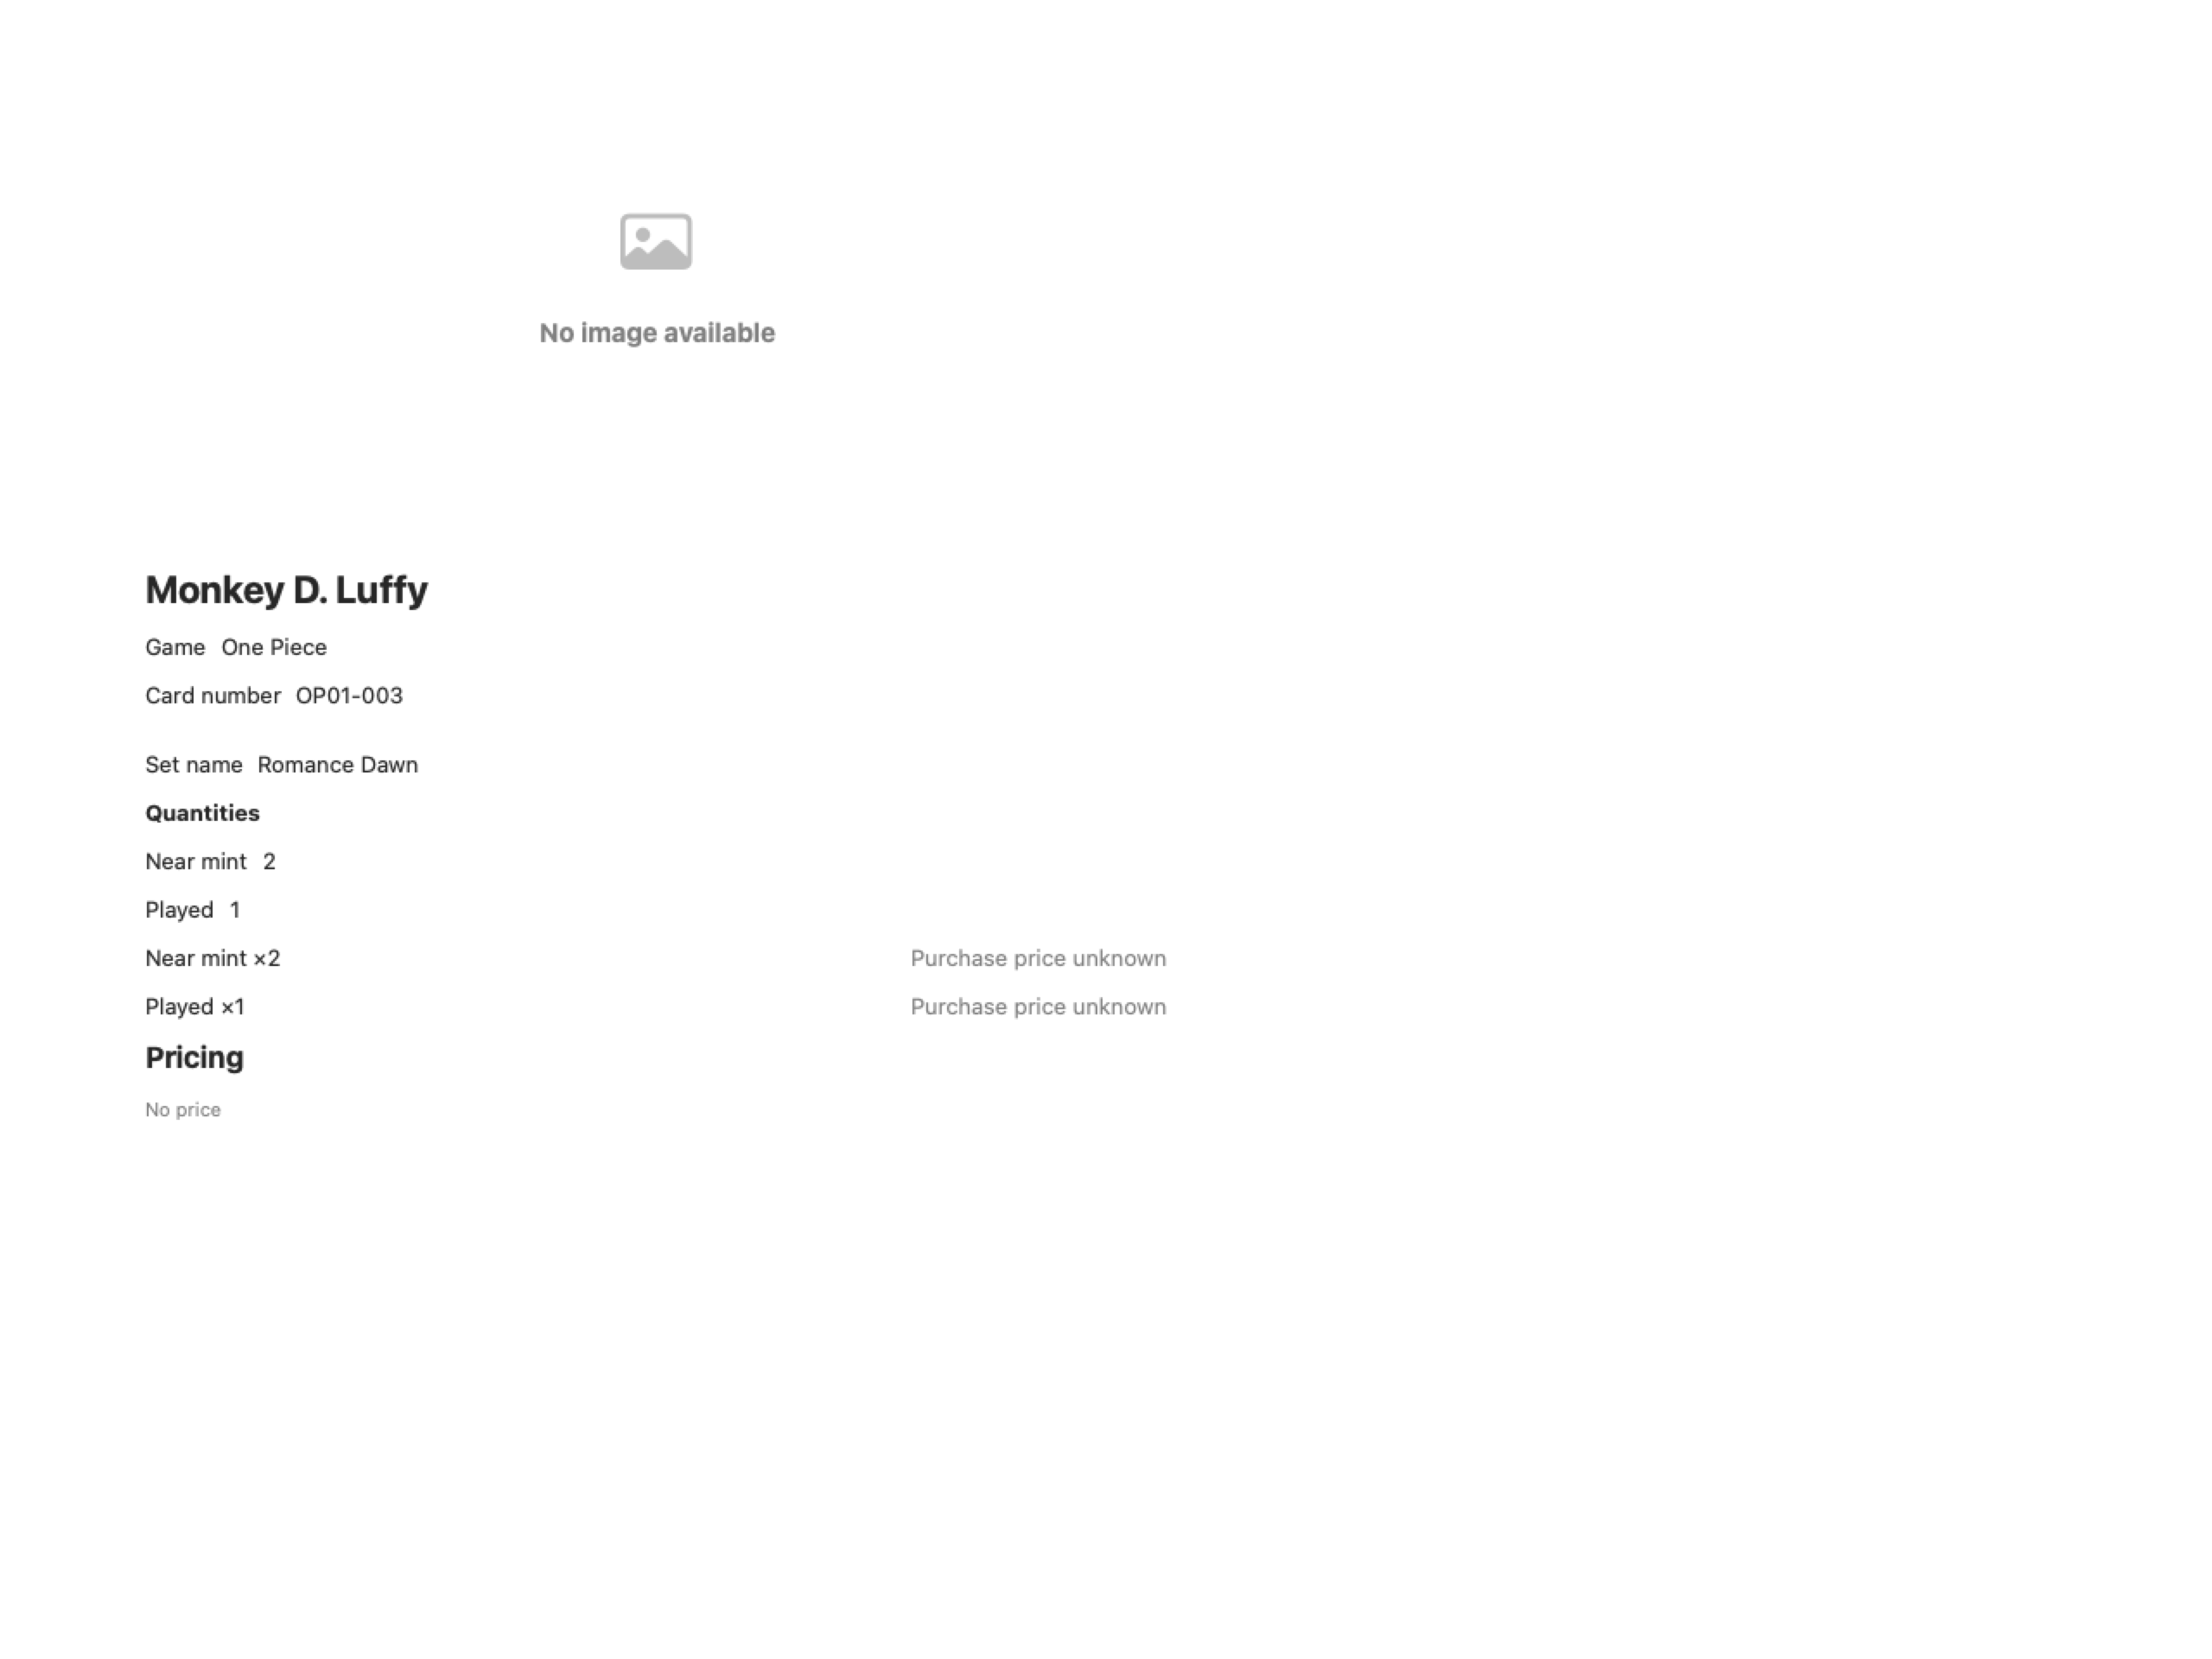 No image available
Monkey D. Luffy
Game One Piece
Card number OP01-003
Set name Romance Dawn
Quantities
Near mint 2
Played 1
Near mint ×2 Purchase price unknown
Played ×1 Purchase price unknown
Pricing
No price